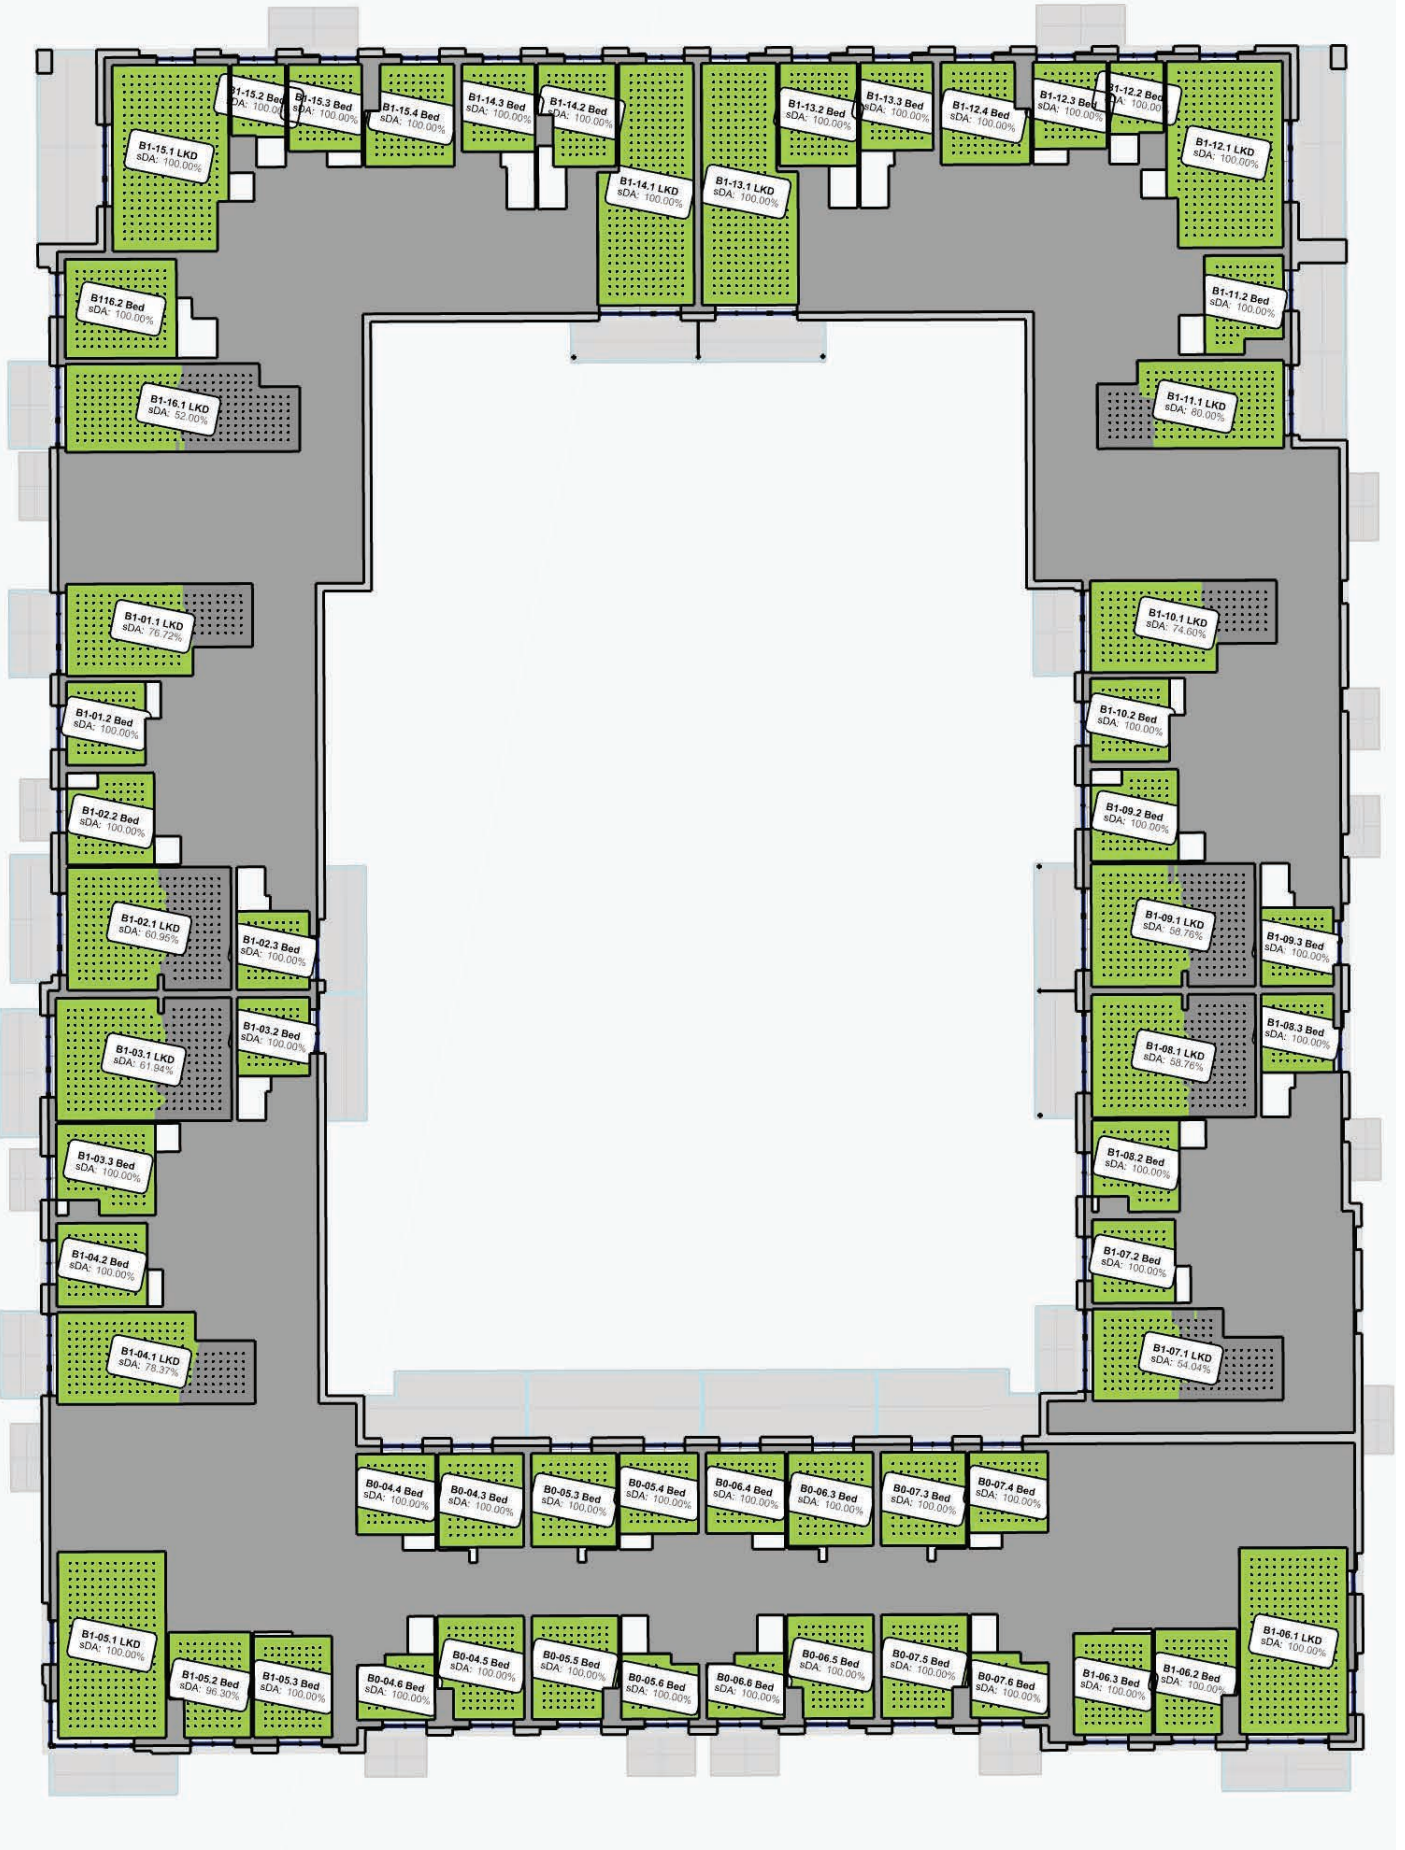 B1-15.2 Bed
sDA: 100.00%
B1-15.3 Bed
sDA: 100.00%
B1-15.4 Bed
sDA: 100.00%
B1-14.3 Bed
sDA: 100.00%
B1-14.2 Bed
sDA: 100.00%
B1-13.2 Bed
sDA: 100.00%
B1-13.3 Bed
sDA: 100.00%
B1-12.4 Bed
sDA: 100.00%
B1-12.3 Bed
sDA: 100.00%
B1-12.2 Bed
sDA: 100.00%
B1-15.1 LKD
sDA: 100.00%
B1-14.1 LKD
sDA: 100.00%
B1-13.1 LKD
sDA: 100.00%
B1-12.1 LKD
sDA: 100.00%
B116.2 Bed
sDA: 100.00%
B1-11.2 Bed
sDA: 100.00%
B1-16.1 LKD
sDA: 52.00%
B1-11.1 LKD
sDA: 80.00%
B1-01.1 LKD
sDA: 76.72%
B1-10.1 LKD
sDA: 74.60%
B1-01.2 Bed
sDA: 100.00%
B1-10.2 Bed
sDA: 100.00%
B1-02.2 Bed
sDA: 100.00%
B1-09.2 Bed
sDA: 100.00%
B1-02.1 LKD
sDA: 60.95%
B1-02.3 Bed
sDA: 100.00%
B1-09.1 LKD
sDA: 58.76%
B1-09.3 Bed
sDA: 100.00%
B1-03.1 LKD
sDA: 61.94%
B1-03.2 Bed
sDA: 100.00%
B1-08.1 LKD
sDA: 58.76%
B1-08.3 Bed
sDA: 100.00%
B1-03.3 Bed
sDA: 100.00%
B1-08.2 Bed
sDA: 100.00%
B1-04.2 Bed
sDA: 100.00%
B1-07.2 Bed
sDA: 100.00%
B1-04.1 LKD
sDA: 78.37%
B1-07.1 LKD
sDA: 54.04%
B0-04.4 Bed
sDA: 100.00%
B0-04.3 Bed
sDA: 100.00%
B0-05.3 Bed
sDA: 100.00%
B0-05.4 Bed
sDA: 100.00%
B0-06.4 Bed
sDA: 100.00%
B0-06.3 Bed
sDA: 100.00%
B0-07.3 Bed
sDA: 100.00%
B0-07.4 Bed
sDA: 100.00%
B1-05.1 LKD
sDA: 100.00%
B1-05.2 Bed
sDA: 96.30%
B1-05.3 Bed
sDA: 100.00%
B0-04.6 Bed
sDA: 100.00%
B0-04.5 Bed
sDA: 100.00%
B0-05.5 Bed
sDA: 100.00%
B0-05.6 Bed
sDA: 100.00%
B0-06.6 Bed
sDA: 100.00%
B0-06.5 Bed
sDA: 100.00%
B0-07.5 Bed
sDA: 100.00%
B0-07.6 Bed
sDA: 100.00%
B1-06.3 Bed
sDA: 100.00%
B1-06.2 Bed
sDA: 100.00%
B1-06.1 LKD
sDA: 100.00%